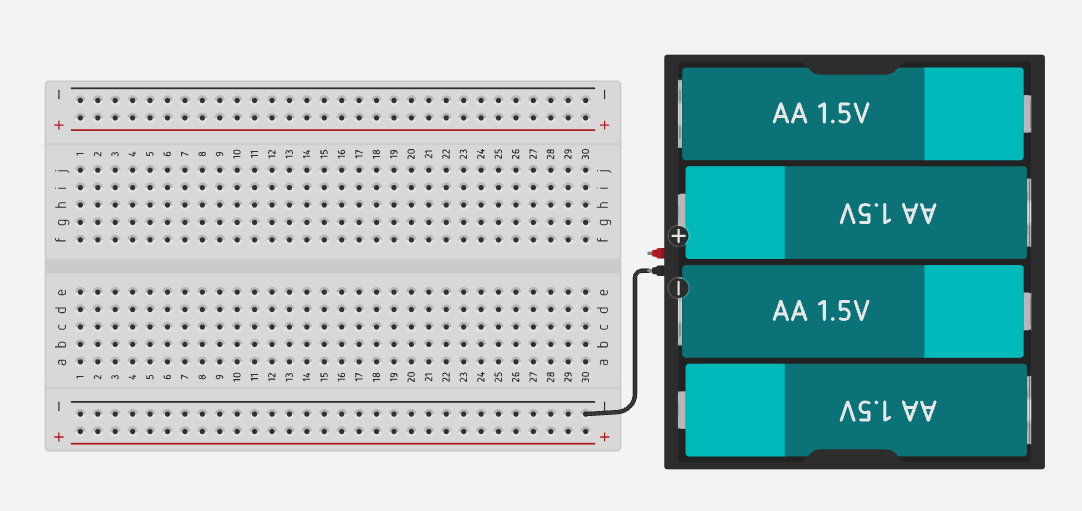 − −
+ +
1 2 3 4 5 6 7 8 9 10 11 12 13 14 15 16 17 18 19 20 21 22 23 24 25 26 27 28 29 30
j j
i i
h h
g g
f f
e e
d d
c c
b b
a a
1 2 3 4 5 6 7 8 9 10 11 12 13 14 15 16 17 18 19 20 21 22 23 24 25 26 27 28 29 30
− −
+ +
AA 1.5V
AA 1.5V
+
−
AA 1.5V
AA 1.5V